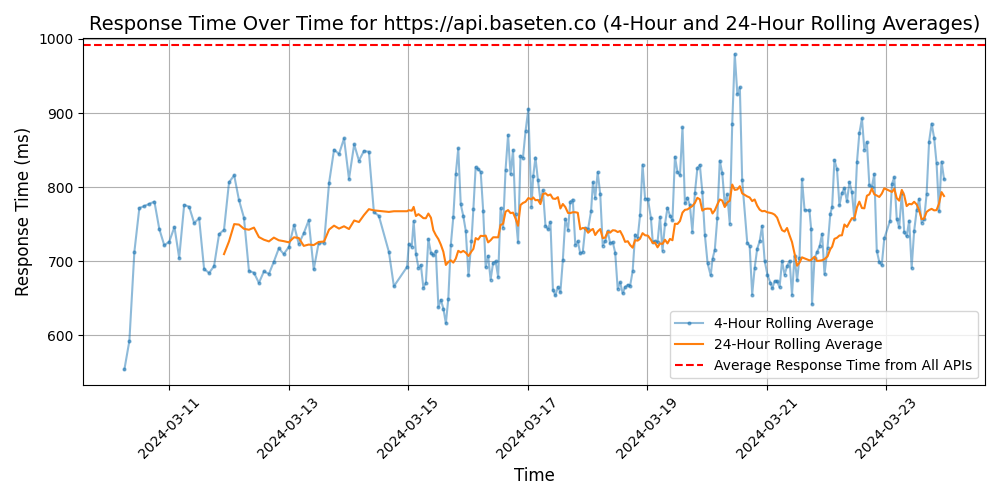 Response Time Over Time for https://api.baseten.co (4-Hour and 24-Hour Rolling Averages)
Response Time (ms)
1000
900
800
700
600
4-Hour Rolling Average
24-Hour Rolling Average
Average Response Time from All APIs
2024-03-11
2024-03-13
2024-03-15
2024-03-17
2024-03-19
2024-03-21
2024-03-23
Time